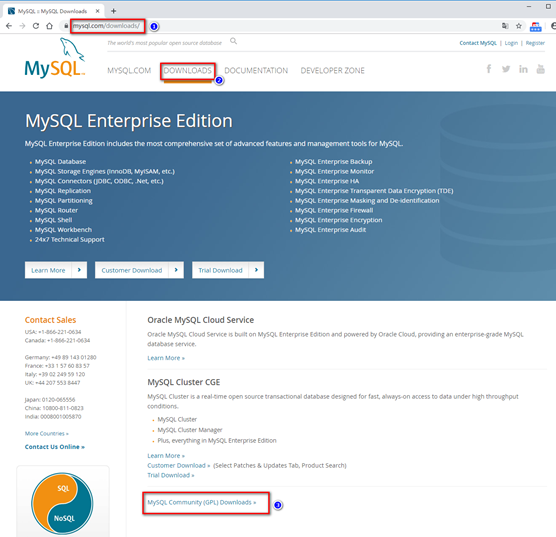 MySQL :: MySQL Downloads
mysql.com/downloads/
1
The world's most popular open source database
Contact MySQL | Login | Register
MySQL
MYSQL.COM DOWNLOADS DOCUMENTATION DEVELOPER ZONE
2
MySQL Enterprise Edition
MySQL Enterprise Edition includes the most comprehensive set of advanced features and management tools for MySQL.
MySQL Database
MySQL Storage Engines (InnoDB, MyISAM, etc.)
MySQL Connectors (JDBC, ODBC, .Net, etc.)
MySQL Replication
MySQL Partitioning
MySQL Router
MySQL Shell
MySQL Workbench
24x7 Technical Support
MySQL Enterprise Backup
MySQL Enterprise Monitor
MySQL Enterprise HA
MySQL Enterprise Transparent Data Encryption (TDE)
MySQL Enterprise Masking and De-identification
MySQL Enterprise Firewall
MySQL Enterprise Encryption
MySQL Enterprise Audit
Learn More Customer Download Trial Download
Contact Sales
USA: +1-866-221-0634
Canada: +1-866-221-0634
Germany: +49 89 143 01280
France: +33 1 57 60 83 57
Italy: +39 02 249 59 120
UK: +44 207 553 8447
Japan: 0120-065556
China: 10800-811-0823
India: 0008001005870
More Countries »
Contact Us Online »
SQL
NoSQL
Oracle MySQL Cloud Service
Oracle MySQL Cloud Service is built on MySQL Enterprise Edition and powered by Oracle Cloud, providing an enterprise-grade MySQL
database service.
Learn More »
MySQL Cluster CGE
MySQL Cluster is a real-time open source transactional database designed for fast, always-on access to data under high throughput
conditions.
MySQL Cluster
MySQL Cluster Manager
Plus, everything in MySQL Enterprise Edition
Learn More »
Customer Download » (Select Patches & Updates Tab, Product Search)
Trial Download »
MySQL Community (GPL) Downloads »
3